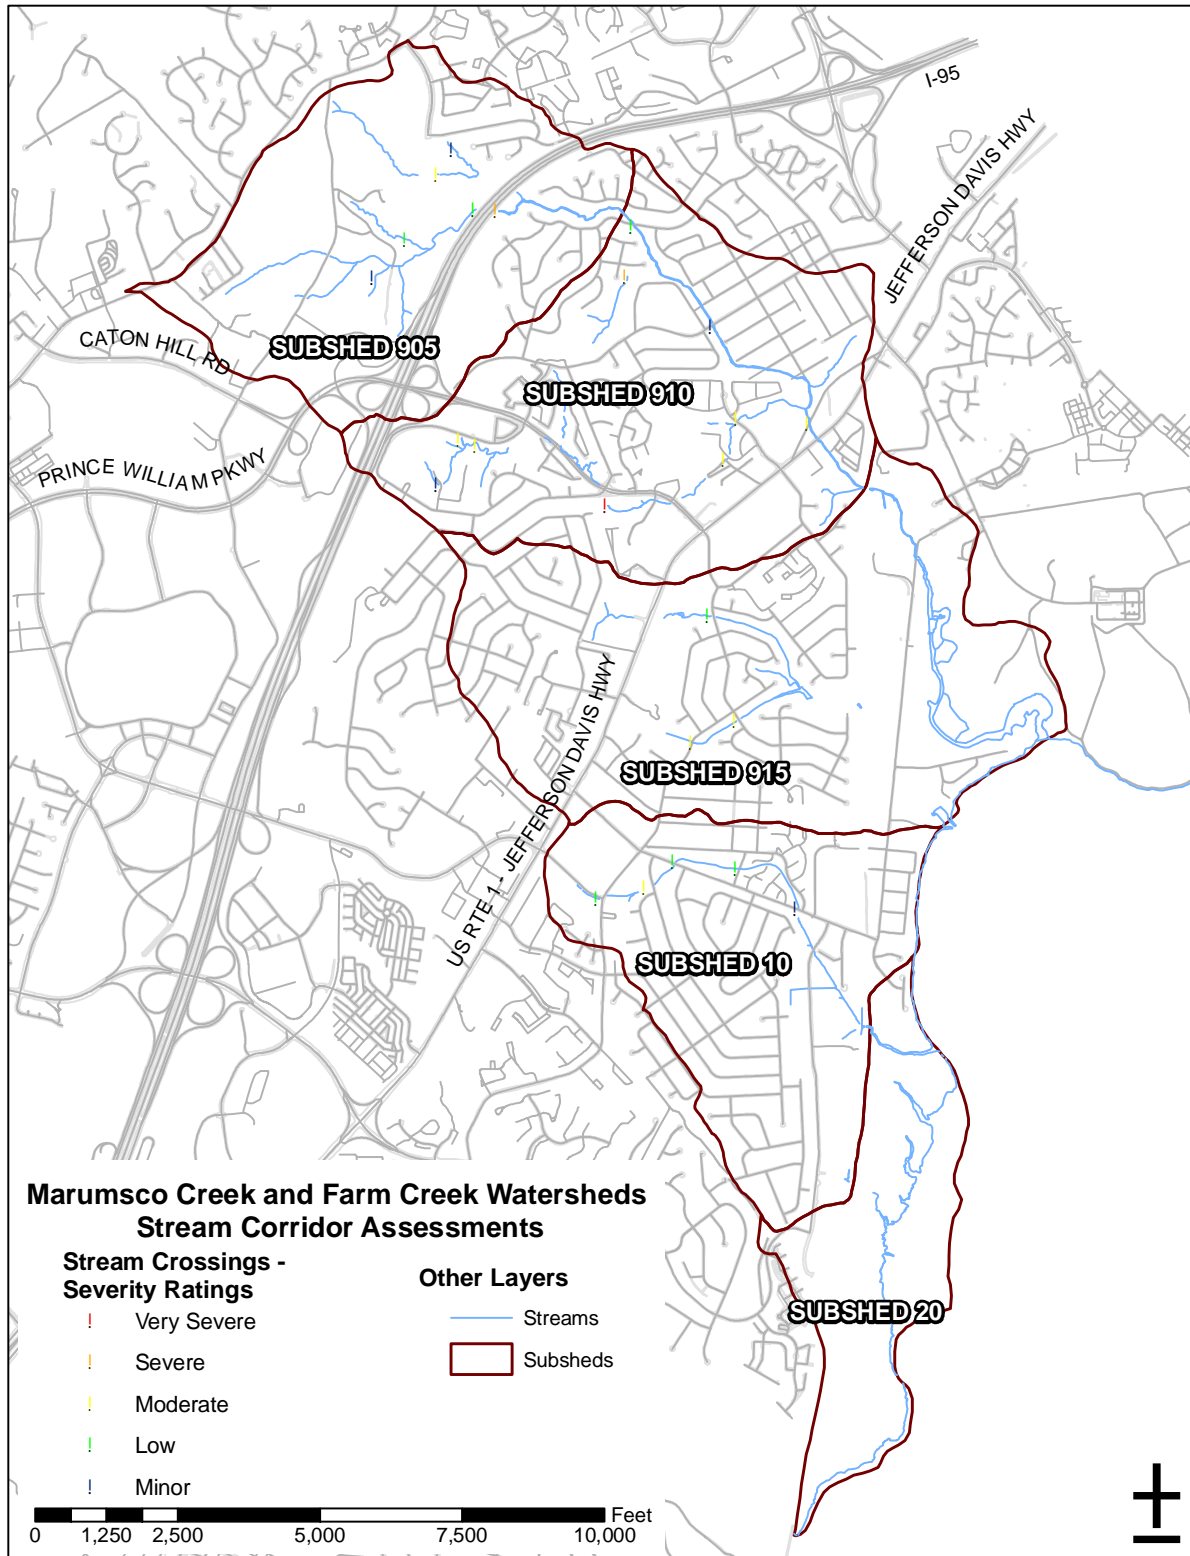 I-95
JEFFERSON DAVIS HWY
CATON HILL RD
SUBSHED 905
SUBSHED 910
PRINCE WILLIAM PKWY
US RTE 1 - JEFFERSON DAVIS HWY
SUBSHED 915
SUBSHED 10
SUBSHED 20
Marumsco Creek and Farm Creek Watersheds
Stream Corridor Assessments
Stream Crossings -
Severity Ratings
! Very Severe
! Severe
! Moderate
! Low
! Minor
Other Layers
Streams
Subsheds
Feet
0 1,250 2,500 5,000 7,500 10,000